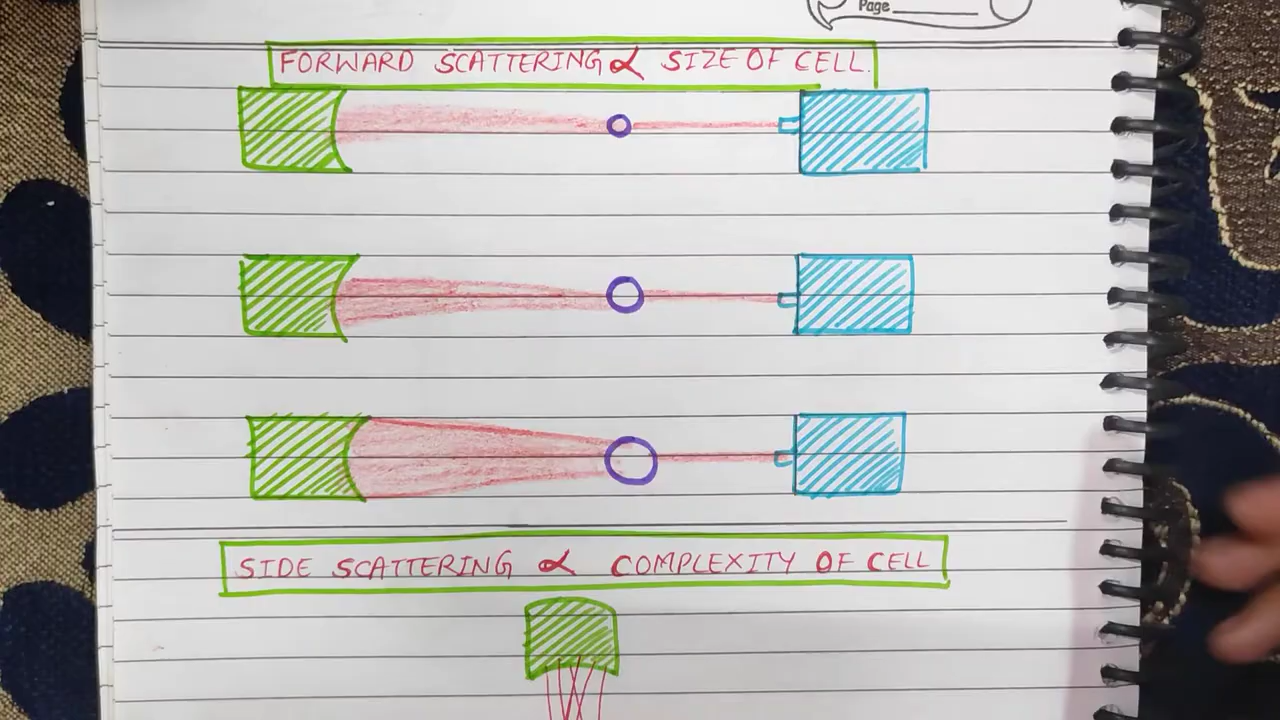 Page
FORWARD SCATTERING ∝ SIZE OF CELL.
SIDE SCATTERING ∝ COMPLEXITY OF CELL